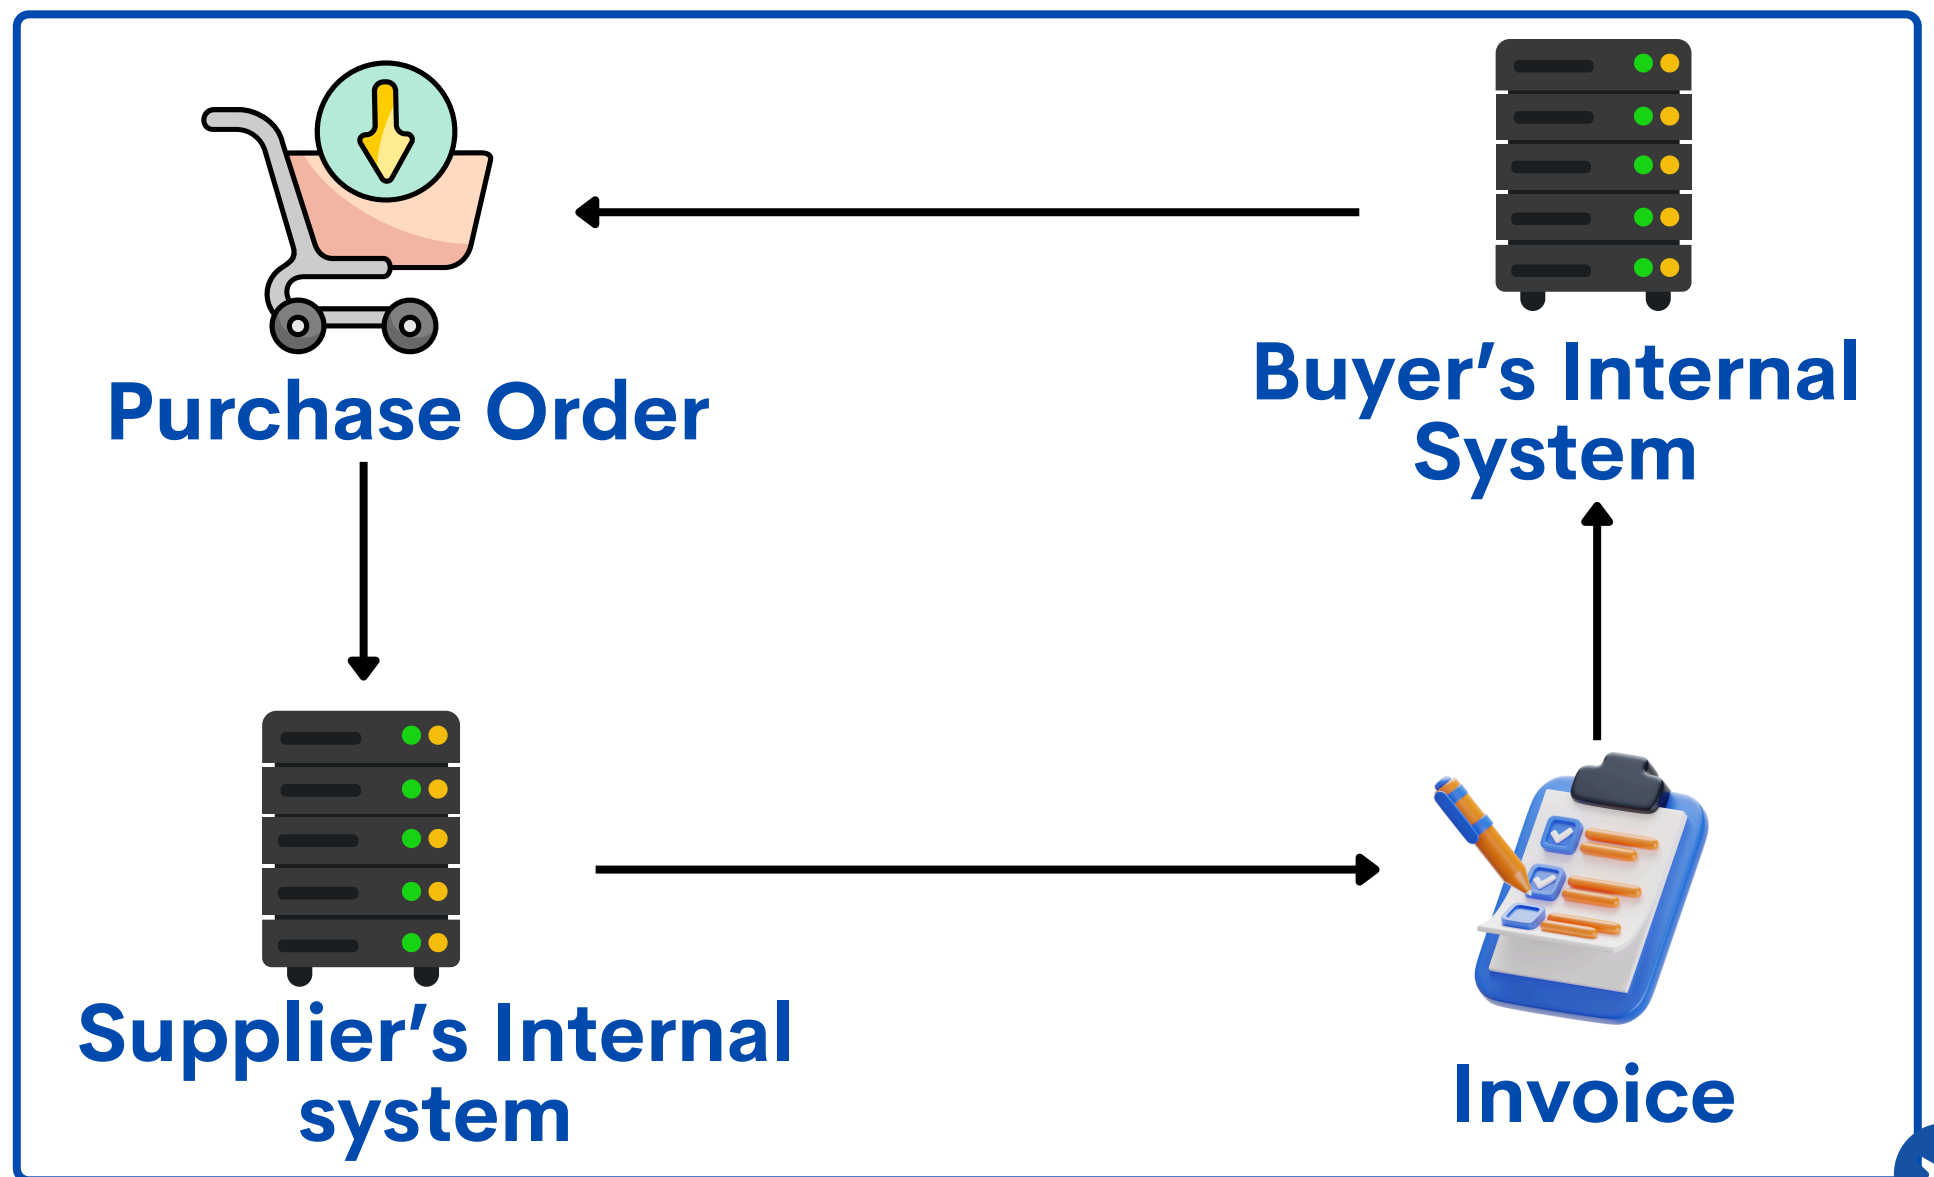 Purchase Order
Buyer’s Internal
System
Supplier’s Internal
system
Invoice